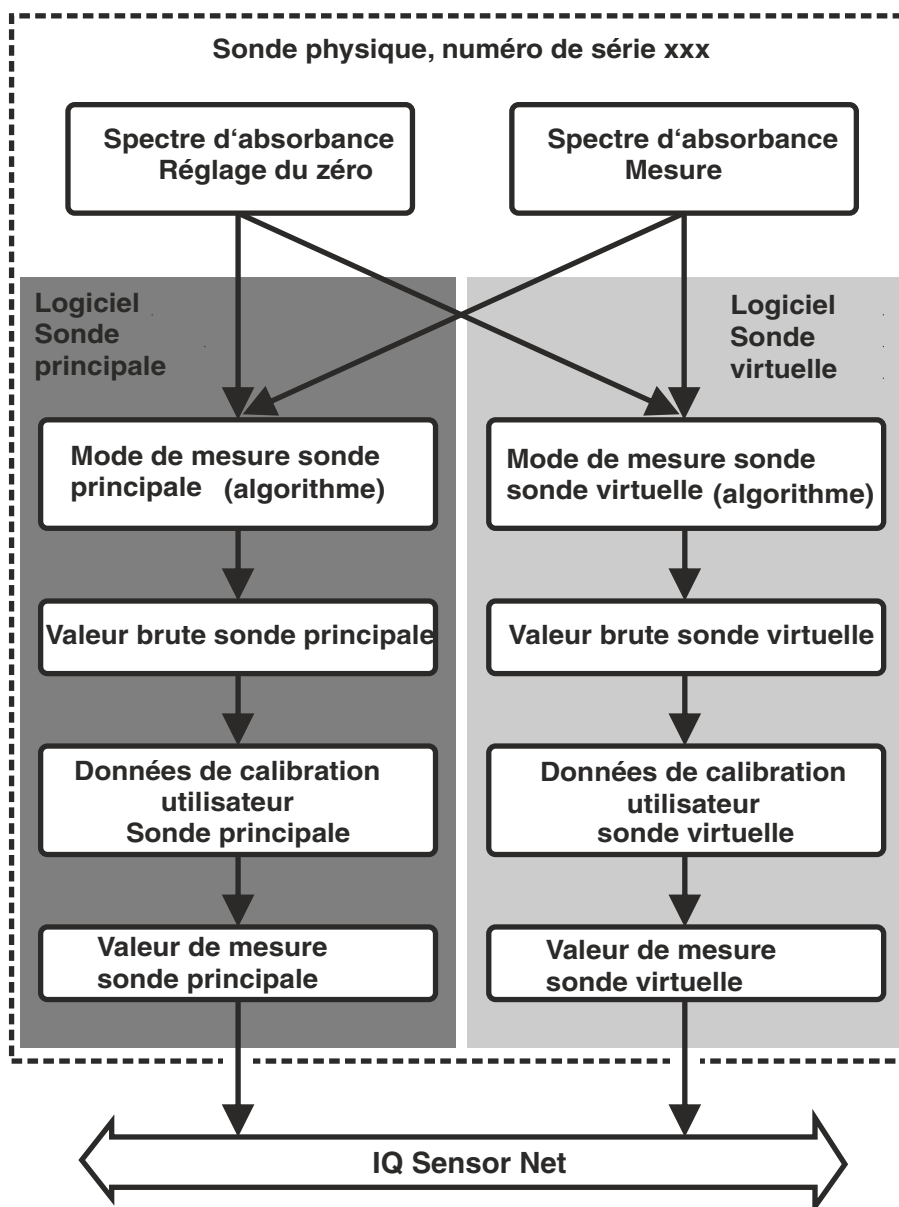 Sonde physique, numéro de série xxx
Spectre d‘absorbance
Réglage du zéro
Spectre d‘absorbance
Mesure
Logiciel
Sonde
principale
Logiciel
Sonde
virtuelle
Mode de mesure sonde
principale (algorithme)
Mode de mesure sonde
sonde virtuelle (algorithme)
Valeur brute sonde principale
Valeur brute sonde virtuelle
Données de calibration
utilisateur
Sonde principale
Données de calibration
utilisateur
sonde virtuelle
Valeur de mesure
sonde principale
Valeur de mesure
sonde virtuelle
IQ Sensor Net